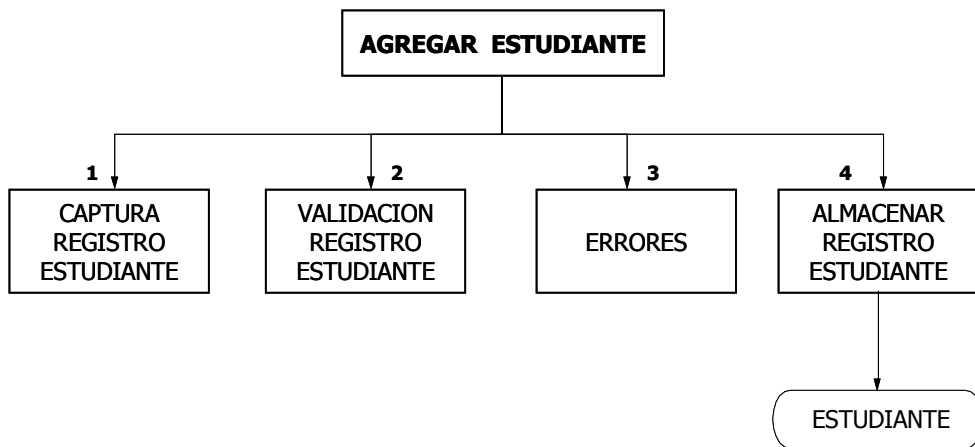 AGREGAR ESTUDIANTE
1
2
3
4
CAPTURA
REGISTRO
ESTUDIANTE
VALIDACION
REGISTRO
ESTUDIANTE
ERRORES
ALMACENAR
REGISTRO
ESTUDIANTE
ESTUDIANTE